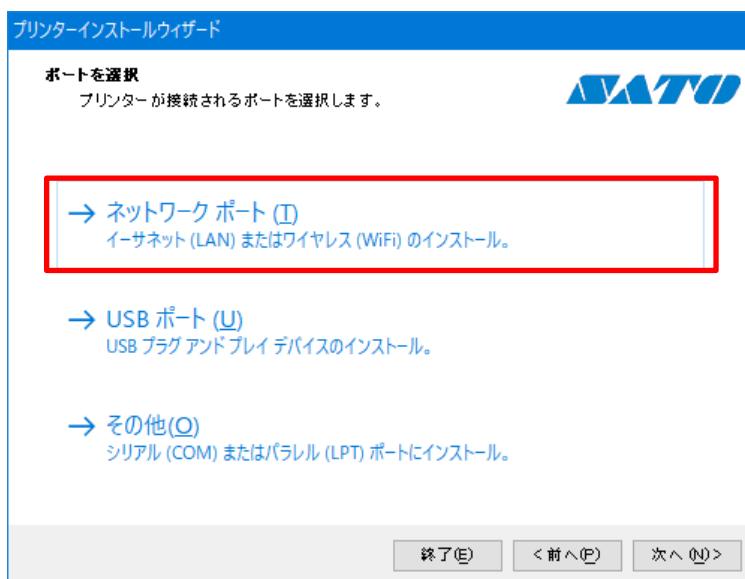 プリンターインストールウィザード
ポートを選択
プリンターが接続されるポートを選択します。
SATO
→ ネットワーク ポート (T)
イーサネット (LAN) またはワイヤレス (WiFi) のインストール。
→ USB ポート (U)
USB プラグ アンド プレイ デバイスのインストール。
→ その他(O)
シリアル (COM) またはパラレル (LPT) ポートにインストール。
終了(E) <前へ(P) 次へ(N)>